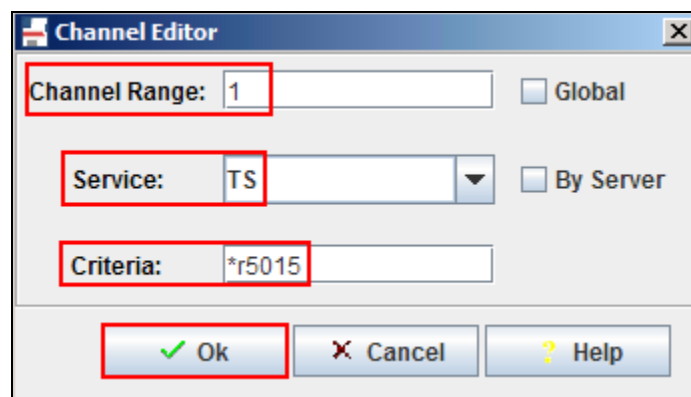 Channel Editor
Channel Range: 1 Global
Service: TS By Server
Criteria: *r5015
Ok Cancel ? Help